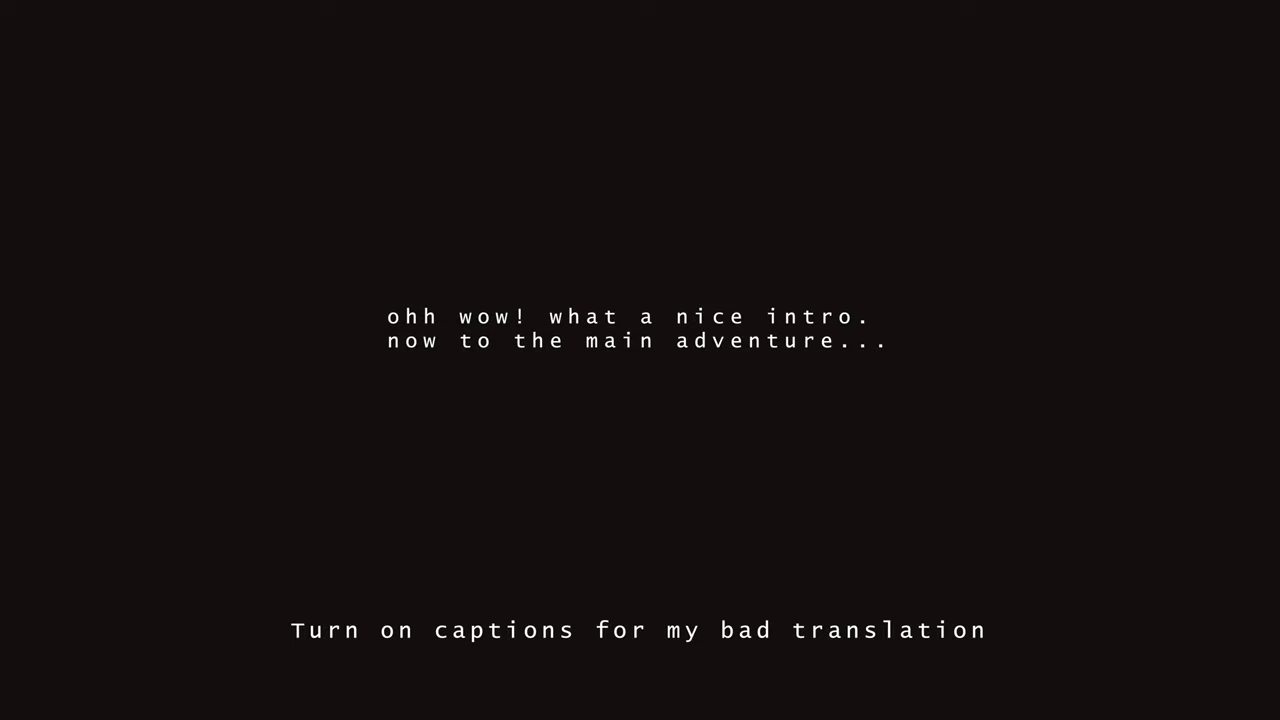 ohh wow! what a nice intro.
now to the main adventure...
Turn on captions for my bad translation